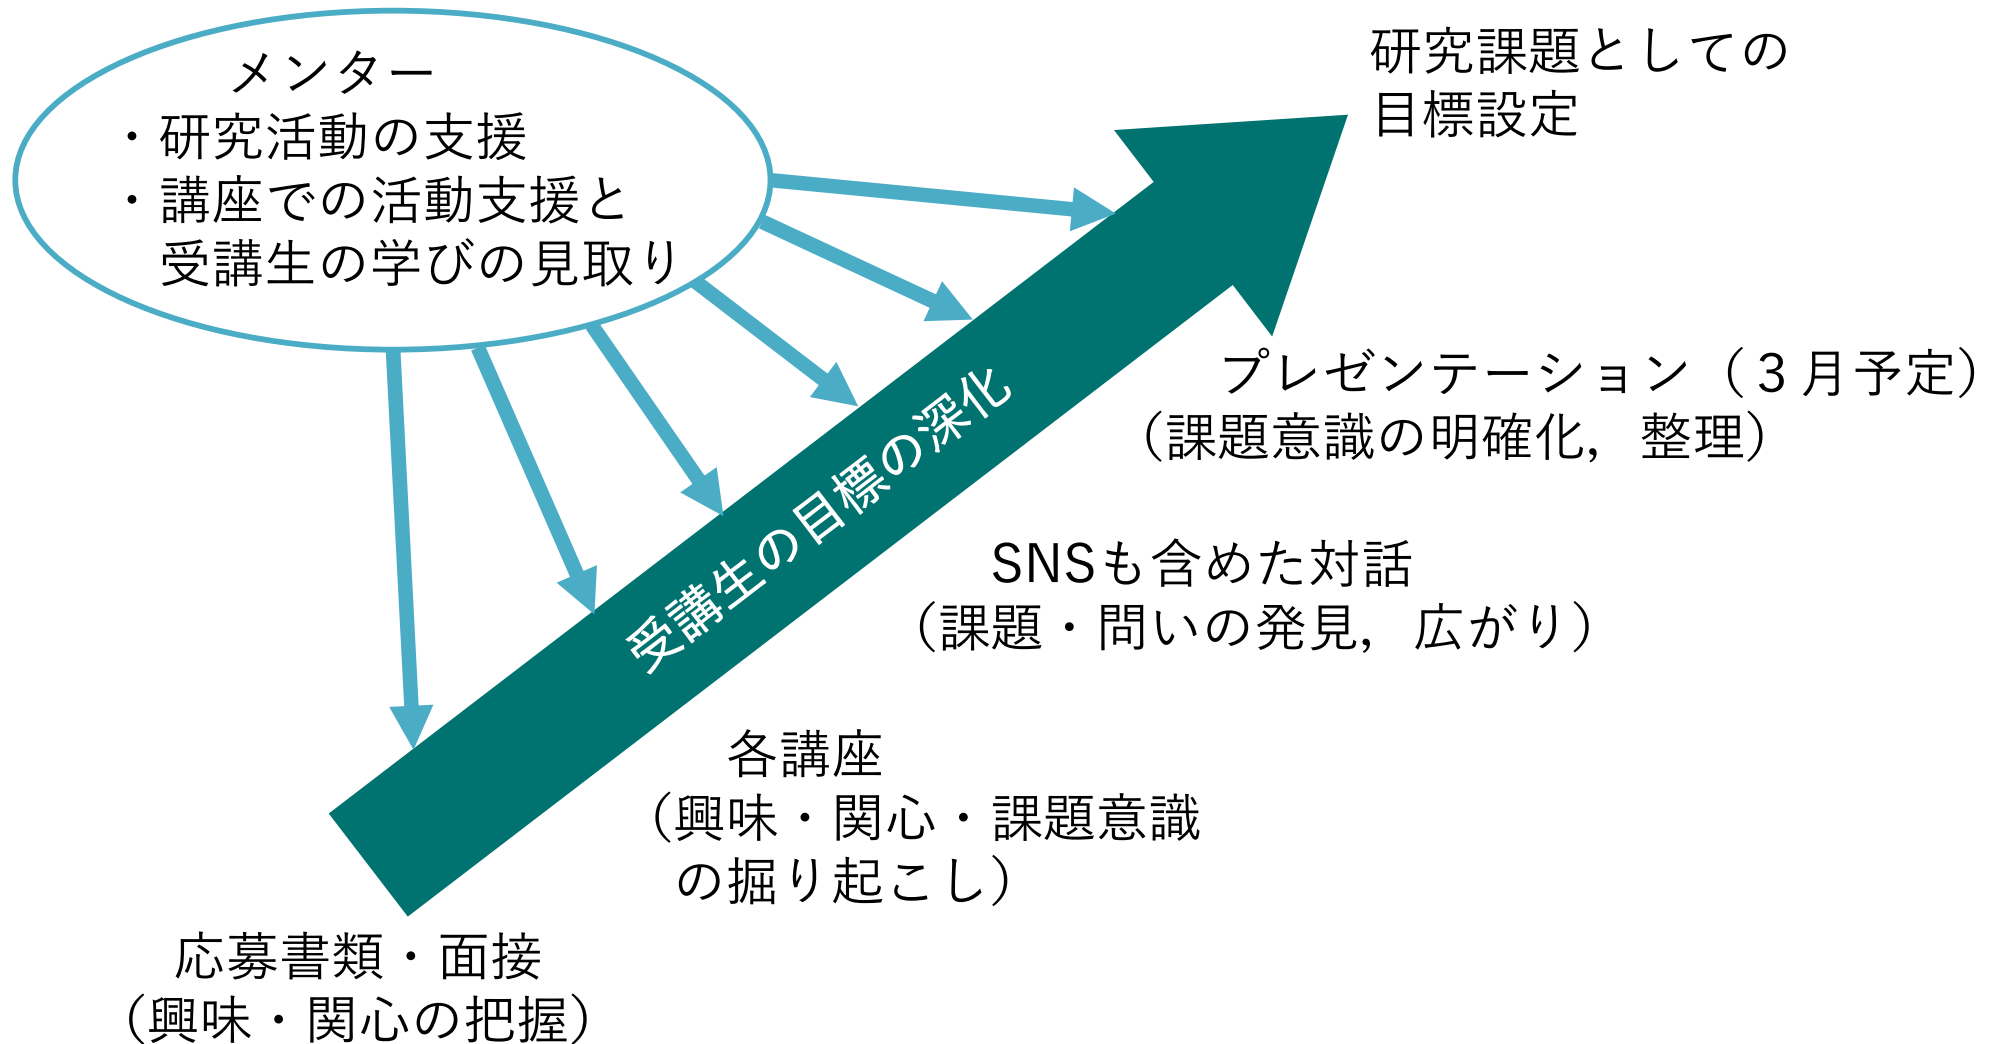 メンター
・研究活動の支援
・講座での活動支援と
受講生の学びの見取り
研究課題としての
目標設定
受講生の目標の深化
プレゼンテーション（３月予定）
（課題意識の明確化，整理）
SNSも含めた対話
（課題・問いの発見，広がり）
各講座
（興味・関心・課題意識
の掘り起こし）
応募書類・面接
（興味・関心の把握）